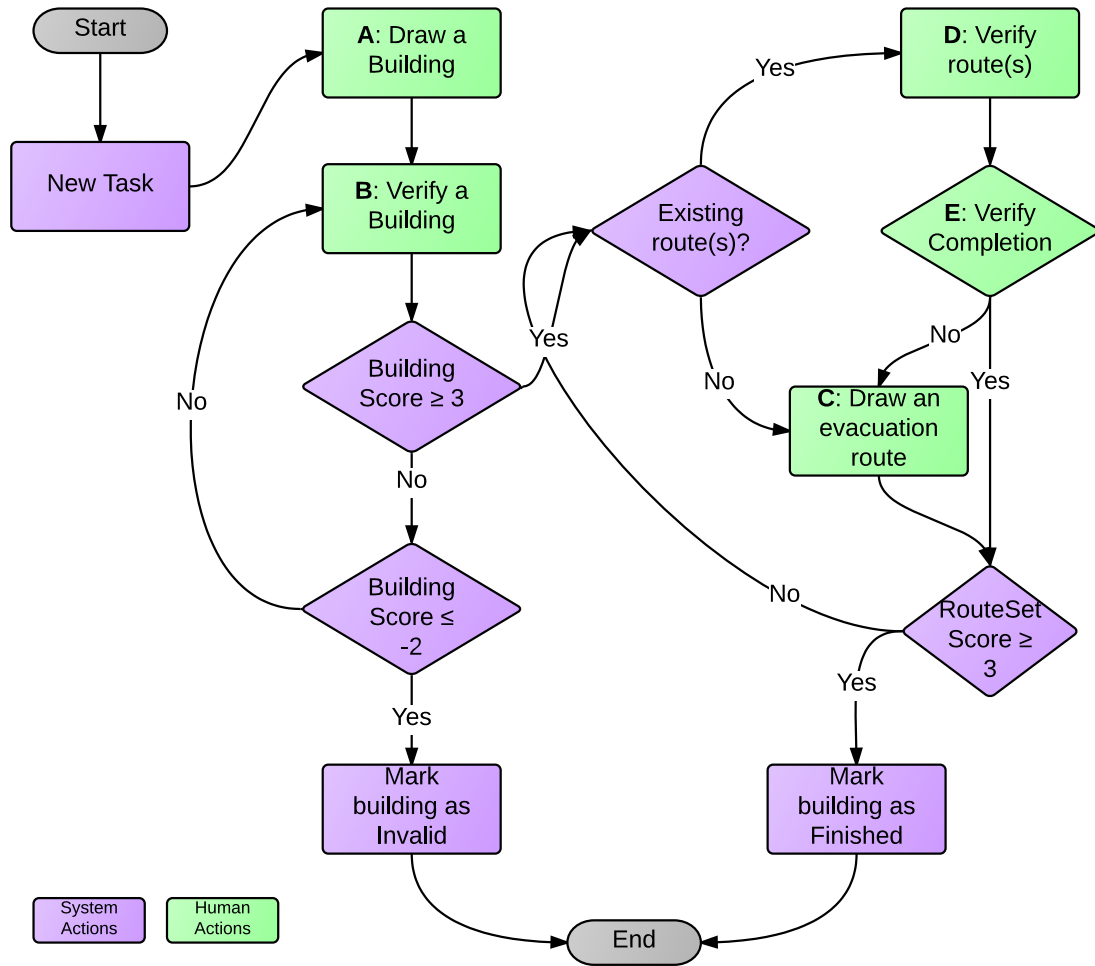 Start
A: Draw a
Building
D: Verify
route(s)
Yes
New Task
B: Verify a
Building
Existing
route(s)?
E: Verify
Completion
No
Building
Score ≥ 3
Yes
No
No
Yes
C: Draw an
evacuation
route
No
Building
Score ≤
-2
No
RouteSet
Score ≥
3
Yes
Yes
Mark
building as
Invalid
Mark
building as
Finished
System
Actions
Human
Actions
End